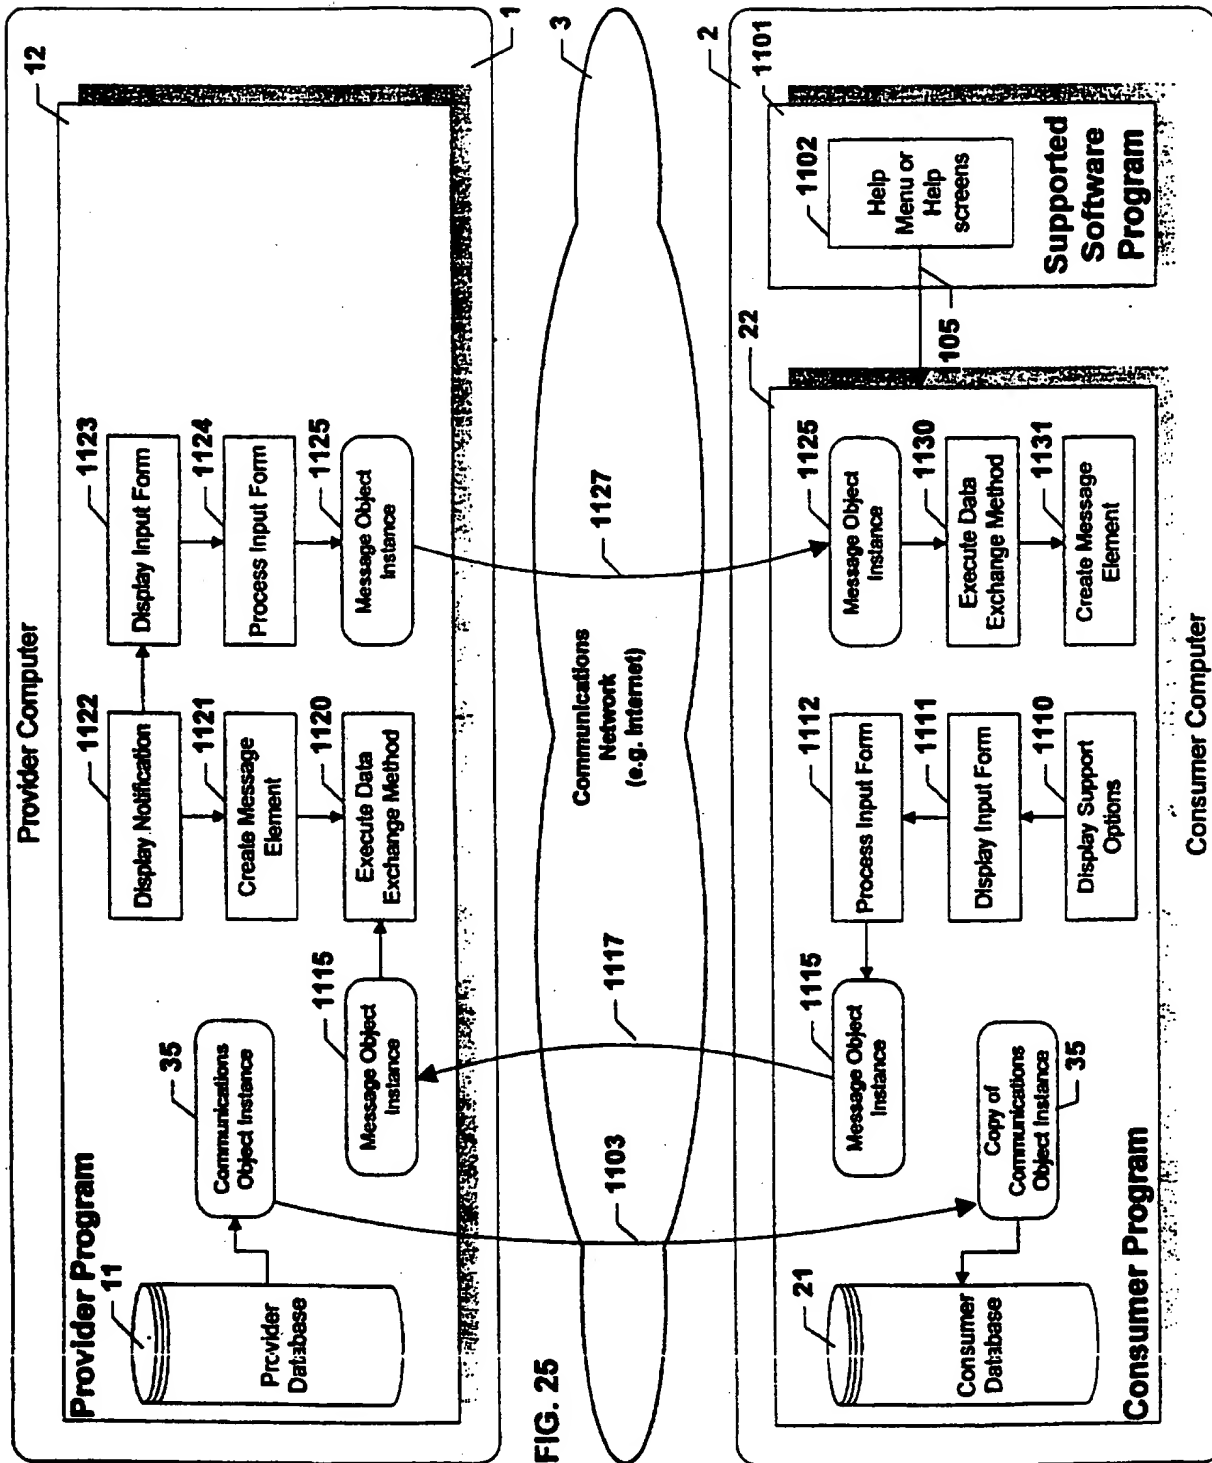 Provider Computer
12
1
Provider Program
11
Provider
Database
35
Communications
Object Instance
1115
Message Object
Instance
1122
Display Notification
1121
Create Message
Element
1120
Execute Data
Exchange Method
1123
Display Input Form
1124
Process Input Form
1125
Message Object
Instance
FIG. 25
3
Communications
Network
(e.g. Internet)
1103
1117
1127
2
22
Consumer Program
21
Consumer
Database
Copy of
Communications
Object Instance
35
1115
Message Object
Instance
1112
Process Input Form
1111
Display Input Form
1110
Display Support
Options
1125
Message Object
Instance
1130
Execute Data
Exchange Method
1131
Create Message
Element
105
1101
1102
Help
Menu or
Help
screens
Supported
Software
Program
Consumer Computer